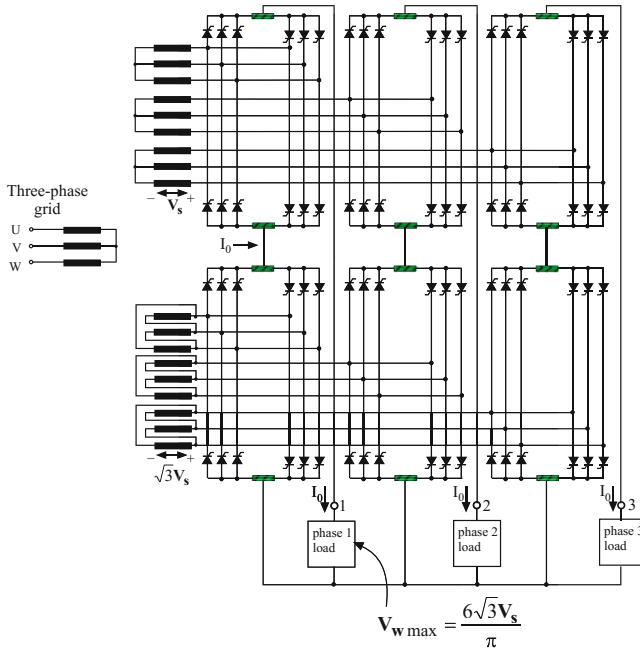 Three-phase
grid
U
V
W
− +
Vs
I0
− +
√3Vs
I0
1
I0
2
I0
3
phase 1
load
phase 2
load
phase 3
load
Vw max = 6√3Vs / π